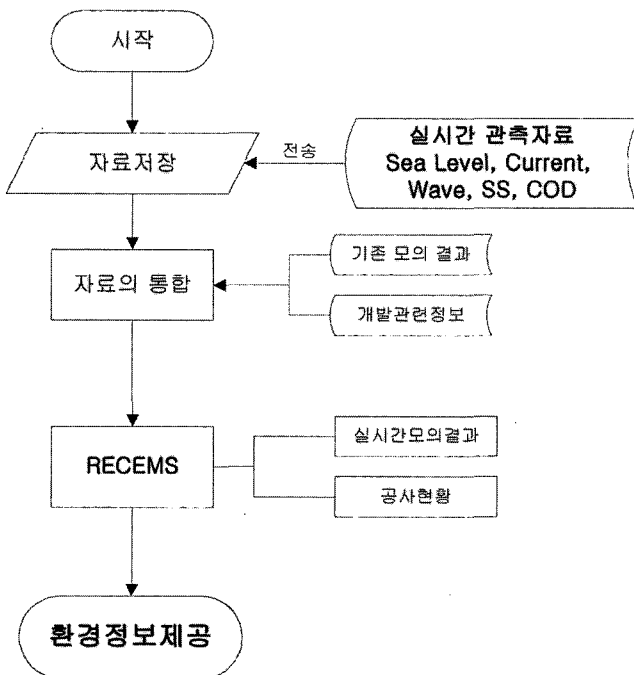 시작
자료저장
전송
실시간 관측자료
Sea Level, Current,
Wave, SS, COD
자료의 통합
기존 모의 결과
개발관련정보
RECEMS
실시간모의결과
공사현황
환경정보제공